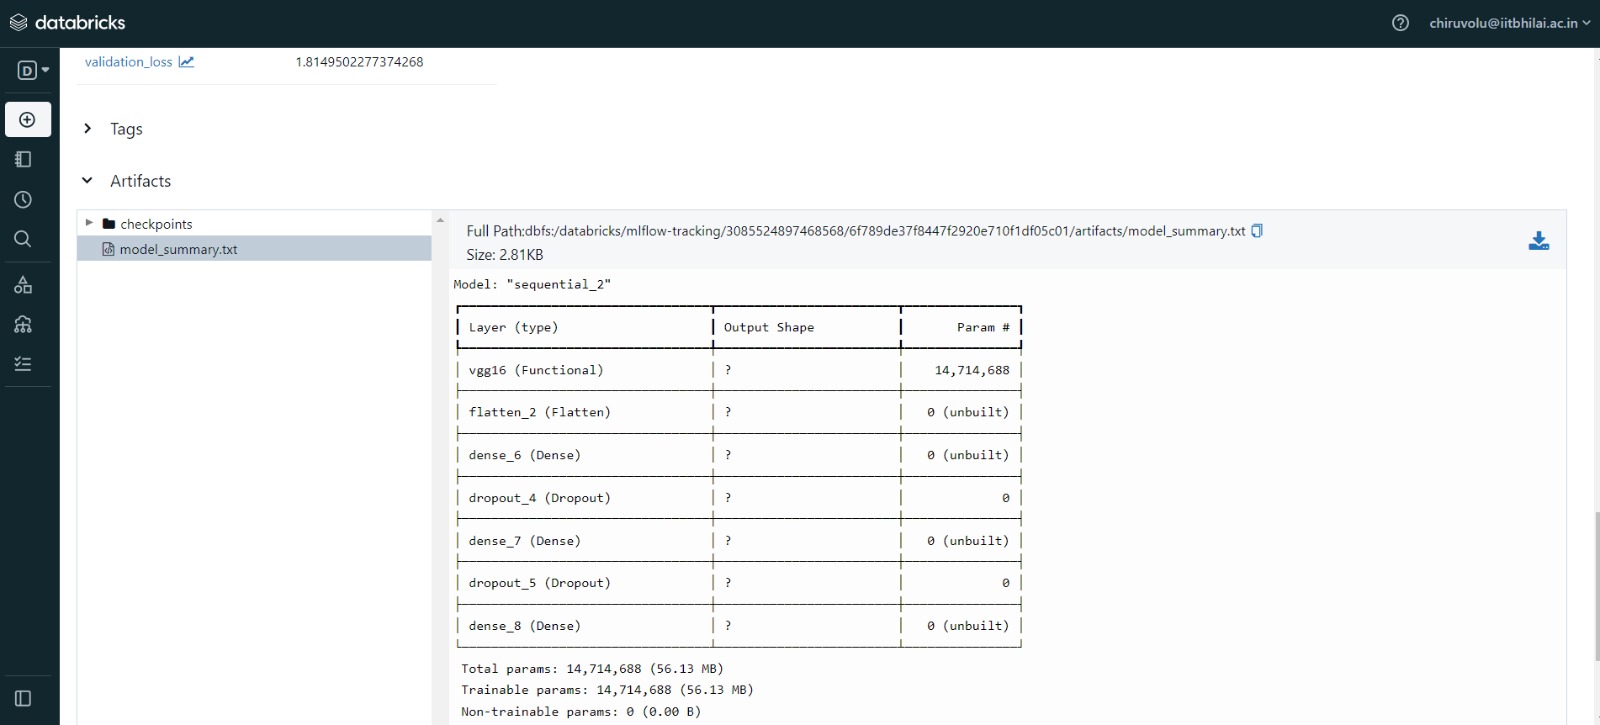 databricks
chiruvolu@iitbhilai.ac.in
D
validation_loss 1.8149502277374268
Tags
Artifacts
checkpoints
model_summary.txt
Full Path:dbfs:/databricks/mlflow-tracking/3085524897468568/6f789de37f8447f2920e710f1df05c01/artifacts/model_summary.txt
Size: 2.81KB
Model: "sequential_2"
Layer (type) Output Shape Param #
vgg16 (Functional) ? 14,714,688
flatten_2 (Flatten) ? 0 (unbuilt)
dense_6 (Dense) ? 0 (unbuilt)
dropout_4 (Dropout) ? 0
dense_7 (Dense) ? 0 (unbuilt)
dropout_5 (Dropout) ? 0
dense_8 (Dense) ? 0 (unbuilt)
Total params: 14,714,688 (56.13 MB)
Trainable params: 14,714,688 (56.13 MB)
Non-trainable params: 0 (0.00 B)